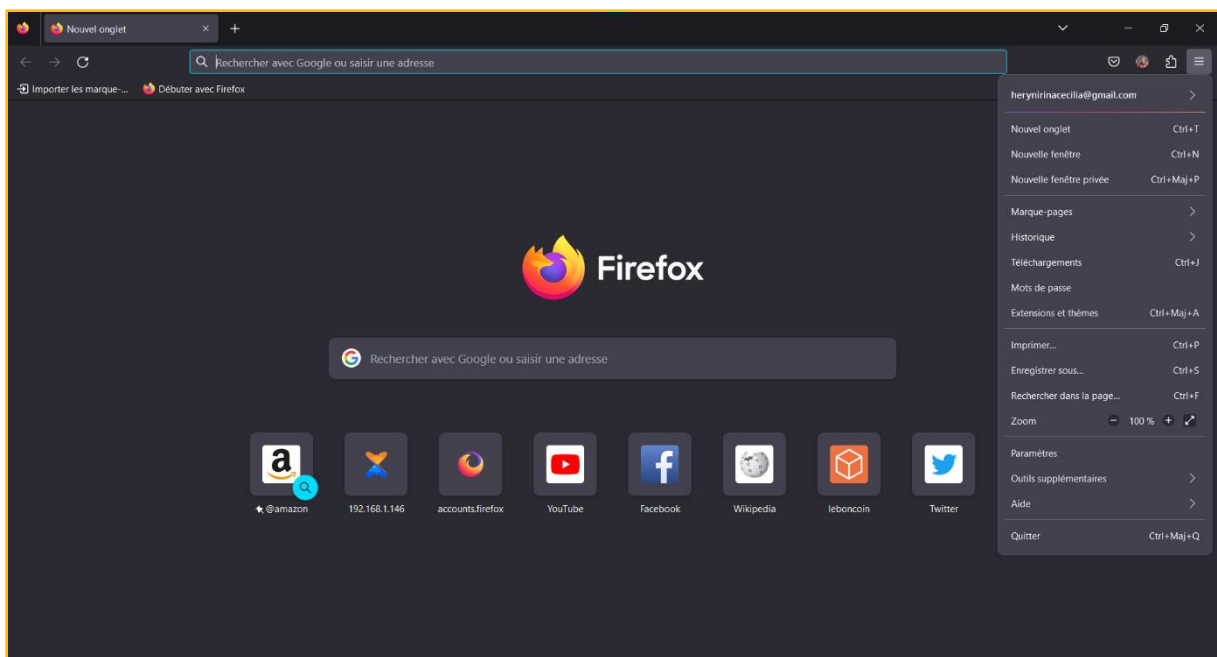 Nouvel onglet
Rechercher avec Google ou saisir une adresse
Importer les marque-...
Débuter avec Firefox
herynirinacecilia@gmail.com
Nouvel onglet Ctrl+T
Nouvelle fenêtre Ctrl+N
Nouvelle fenêtre privée Ctrl+Maj+P
Marque-pages
Historique
Téléchargements Ctrl+J
Mots de passe
Extensions et thèmes Ctrl+Maj+A
Imprimer... Ctrl+P
Enregistrer sous... Ctrl+S
Rechercher dans la page... Ctrl+F
Zoom 100 %
Paramètres
Outils supplémentaires
Aide
Quitter Ctrl+Maj+Q
Firefox
Rechercher avec Google ou saisir une adresse
@amazon
192.168.1.146
accounts.firefox
YouTube
Facebook
Wikipedia
leboncoin
Twitter